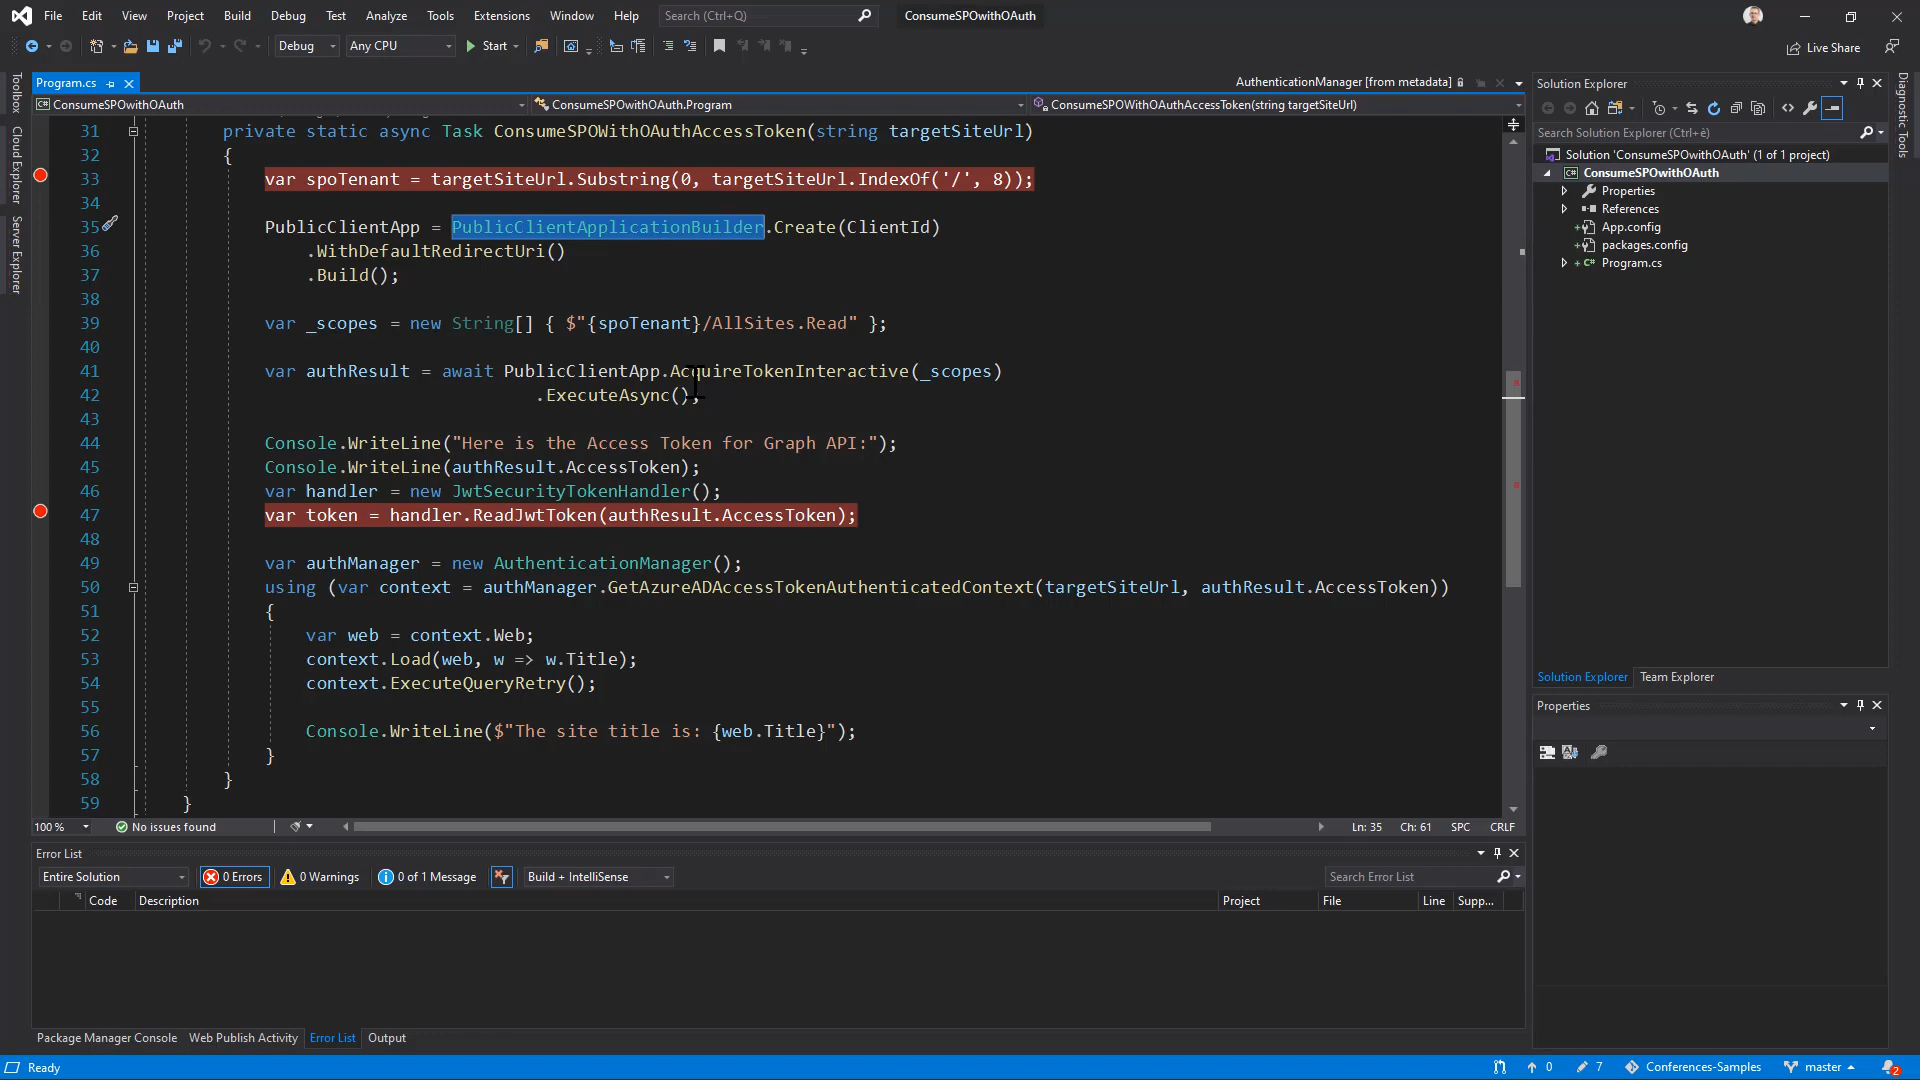 File Edit View Project Build Debug Test Analyze Tools Extensions Window Help Search (Ctrl+Q) ConsumeSPOwithOAuth
Debug Any CPU Start Live Share
Toolbox
Cloud Explorer
Server Explorer
Program.cs AuthenticationManager [from metadata]
ConsumeSPOwithOAuth ConsumeSPOwithOAuth.Program ConsumeSPOWithOAuthAccessToken(string targetSiteUrl)
31 private static async Task ConsumeSPOWithOAuthAccessToken(string targetSiteUrl)
32 {
33 var spoTenant = targetSiteUrl.Substring(0, targetSiteUrl.IndexOf('/', 8));
34
35 PublicClientApp = PublicClientApplicationBuilder.Create(ClientId)
36 .WithDefaultRedirectUri()
37 .Build();
38
39 var _scopes = new String[] { $"{spoTenant}/AllSites.Read" };
40
41 var authResult = await PublicClientApp.AcquireTokenInteractive(_scopes)
42 .ExecuteAsync();
43
44 Console.WriteLine("Here is the Access Token for Graph API:");
45 Console.WriteLine(authResult.AccessToken);
46 var handler = new JwtSecurityTokenHandler();
47 var token = handler.ReadJwtToken(authResult.AccessToken);
48
49 var authManager = new AuthenticationManager();
50 using (var context = authManager.GetAzureADAccessTokenAuthenticatedContext(targetSiteUrl, authResult.AccessToken))
51 {
52 var web = context.Web;
53 context.Load(web, w => w.Title);
54 context.ExecuteQueryRetry();
55
56 Console.WriteLine($"The site title is: {web.Title}");
57 }
58 }
59 }
100 % No issues found Ln: 35 Ch: 61 SPC CRLF
Error List
Entire Solution 0 Errors 0 Warnings 0 of 1 Message Build + IntelliSense Search Error List
Code Description Project File Line Supp...
Package Manager Console Web Publish Activity Error List Output
Solution Explorer
Search Solution Explorer (Ctrl+è)
Solution 'ConsumeSPOwithOAuth' (1 of 1 project)
ConsumeSPOwithOAuth
Properties
References
App.config
packages.config
Program.cs
Solution Explorer Team Explorer
Properties
Diagnostic Tools
Ready 0 7 Conferences-Samples master 2